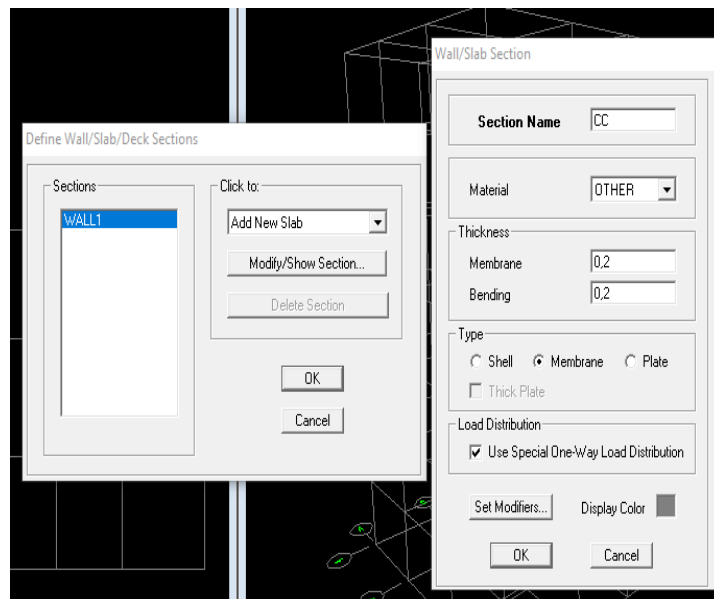 Define Wall/Slab/Deck Sections
Sections
WALL1
Click to:
Add New Slab
Modify/Show Section...
Delete Section
OK
Cancel
Wall/Slab Section
Section Name
CC
Material
OTHER
Thickness
Membrane
0,2
Bending
0,2
Type
Shell
Membrane
Plate
Thick Plate
Load Distribution
Use Special One-Way Load Distribution
Set Modifiers...
Display Color
OK
Cancel